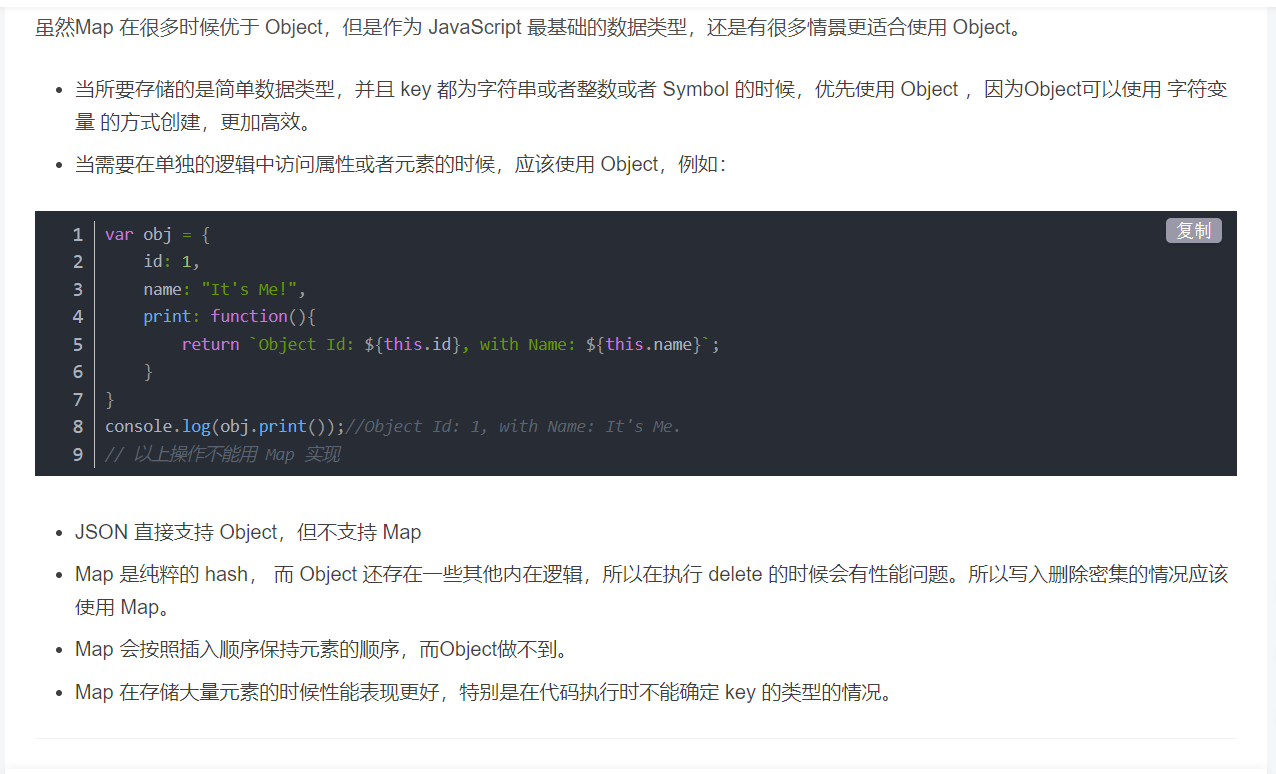 虽然Map 在很多时候优于 Object，但是作为 JavaScript 最基础的数据类型，还是有很多情景更适合使用 Object。
• 当所要存储的是简单数据类型，并且 key 都为字符串或者整数或者 Symbol 的时候，优先使用 Object ，因为Object可以使用 字符变
量 的方式创建，更加高效。
• 当需要在单独的逻辑中访问属性或者元素的时候，应该使用 Object，例如：
复制
1 var obj = {
2     id: 1,
3     name: "It's Me!",
4     print: function(){
5         return `Object Id: ${this.id}, with Name: ${this.name}`;
6     }
7 }
8 console.log(obj.print());//Object Id: 1, with Name: It's Me.
9 // 以上操作不能用 Map 实现
• JSON 直接支持 Object，但不支持 Map
• Map 是纯粹的 hash， 而 Object 还存在一些其他内在逻辑，所以在执行 delete 的时候会有性能问题。所以写入删除密集的情况应该
使用 Map。
• Map 会按照插入顺序保持元素的顺序，而Object做不到。
• Map 在存储大量元素的时候性能表现更好，特别是在代码执行时不能确定 key 的类型的情况。